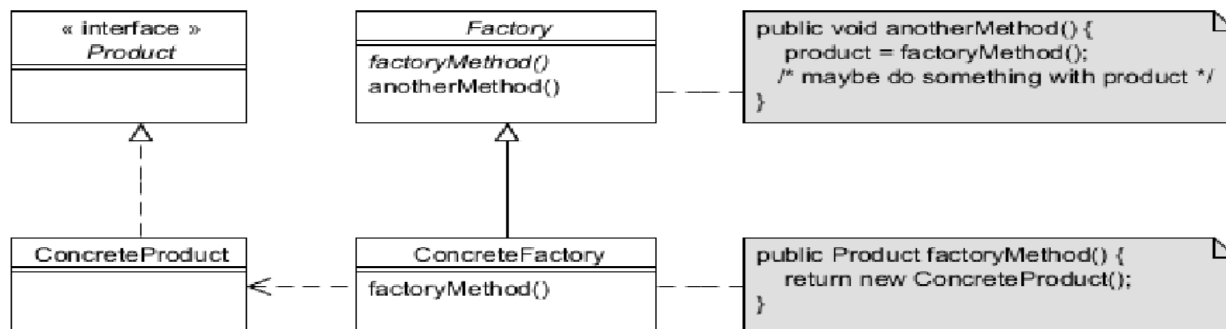 « interface »
Product
Factory
factoryMethod()
anotherMethod()
public void anotherMethod() {
product = factoryMethod();
/* maybe do something with product */
}
ConcreteProduct
ConcreteFactory
factoryMethod()
public Product factoryMethod() {
return new ConcreteProduct();
}